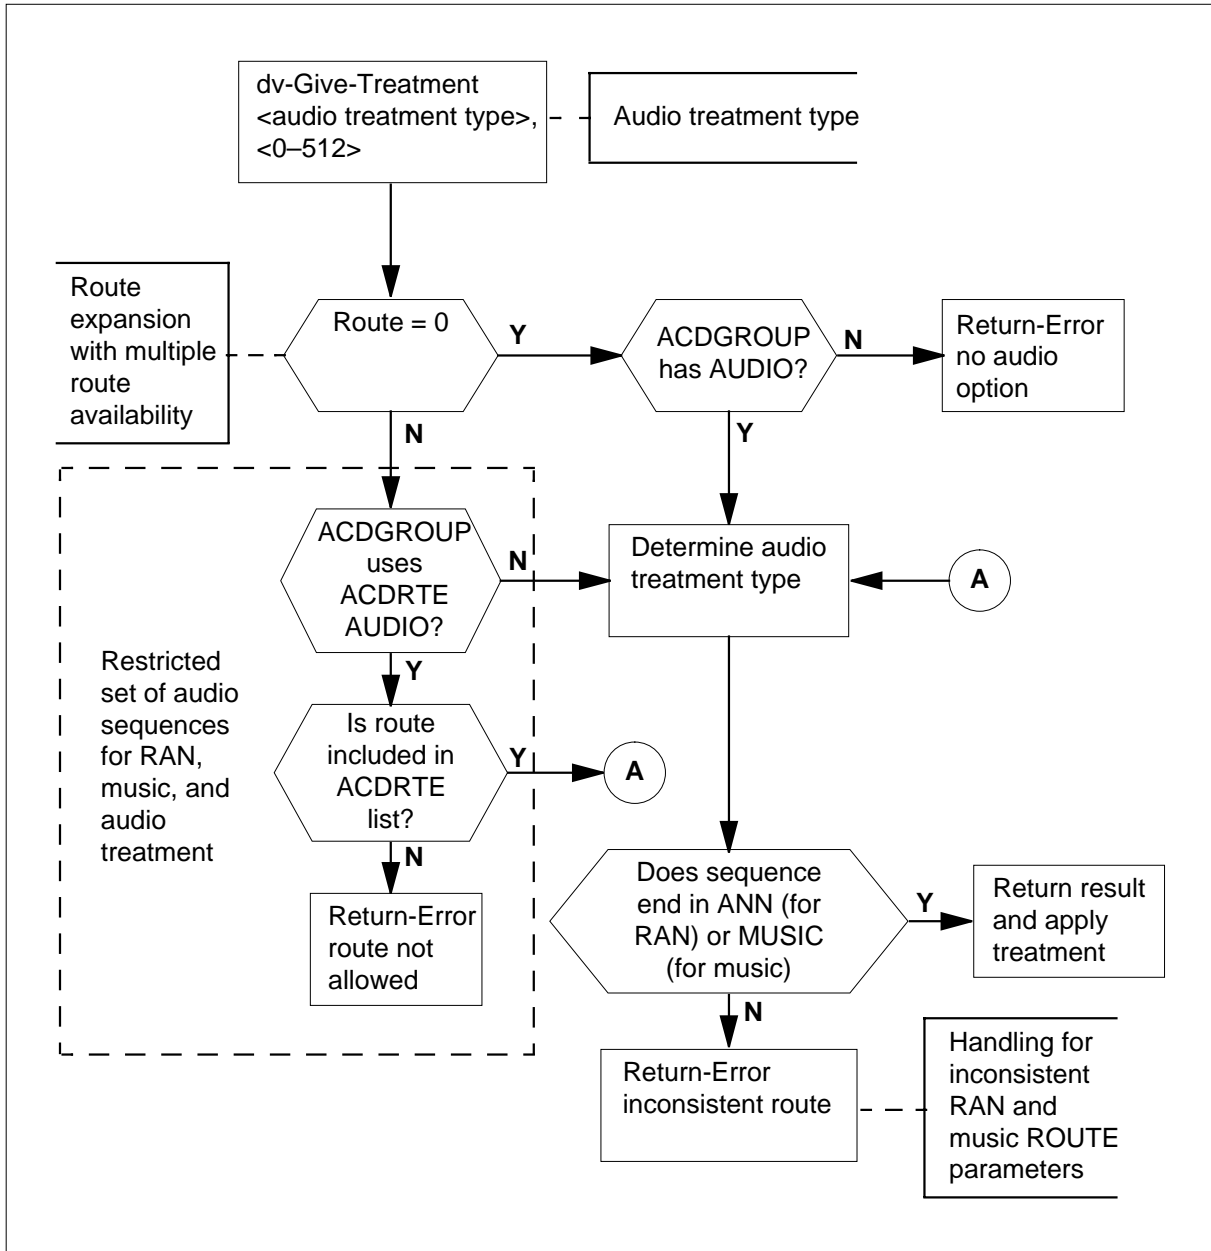 dv-Give-Treatment
<audio treatment type>,
<0–512>
Audio treatment type
Route
expansion
with multiple
route
availability
Route = 0
Y
ACDGROUP
has AUDIO?
N
Return-Error
no audio
option
N
Y
ACDGROUP
uses
ACDRTE
AUDIO?
N
Determine audio
treatment type
A
Y
Restricted
set of audio
sequences
for RAN,
music, and
audio
treatment
Is route
included in
ACDRTE
list?
Y
A
N
Return-Error
route not
allowed
Does sequence
end in ANN (for
RAN) or MUSIC
(for music)
Y
Return result
and apply
treatment
N
Return-Error
inconsistent route
Handling for
inconsistent
RAN and
music ROUTE
parameters